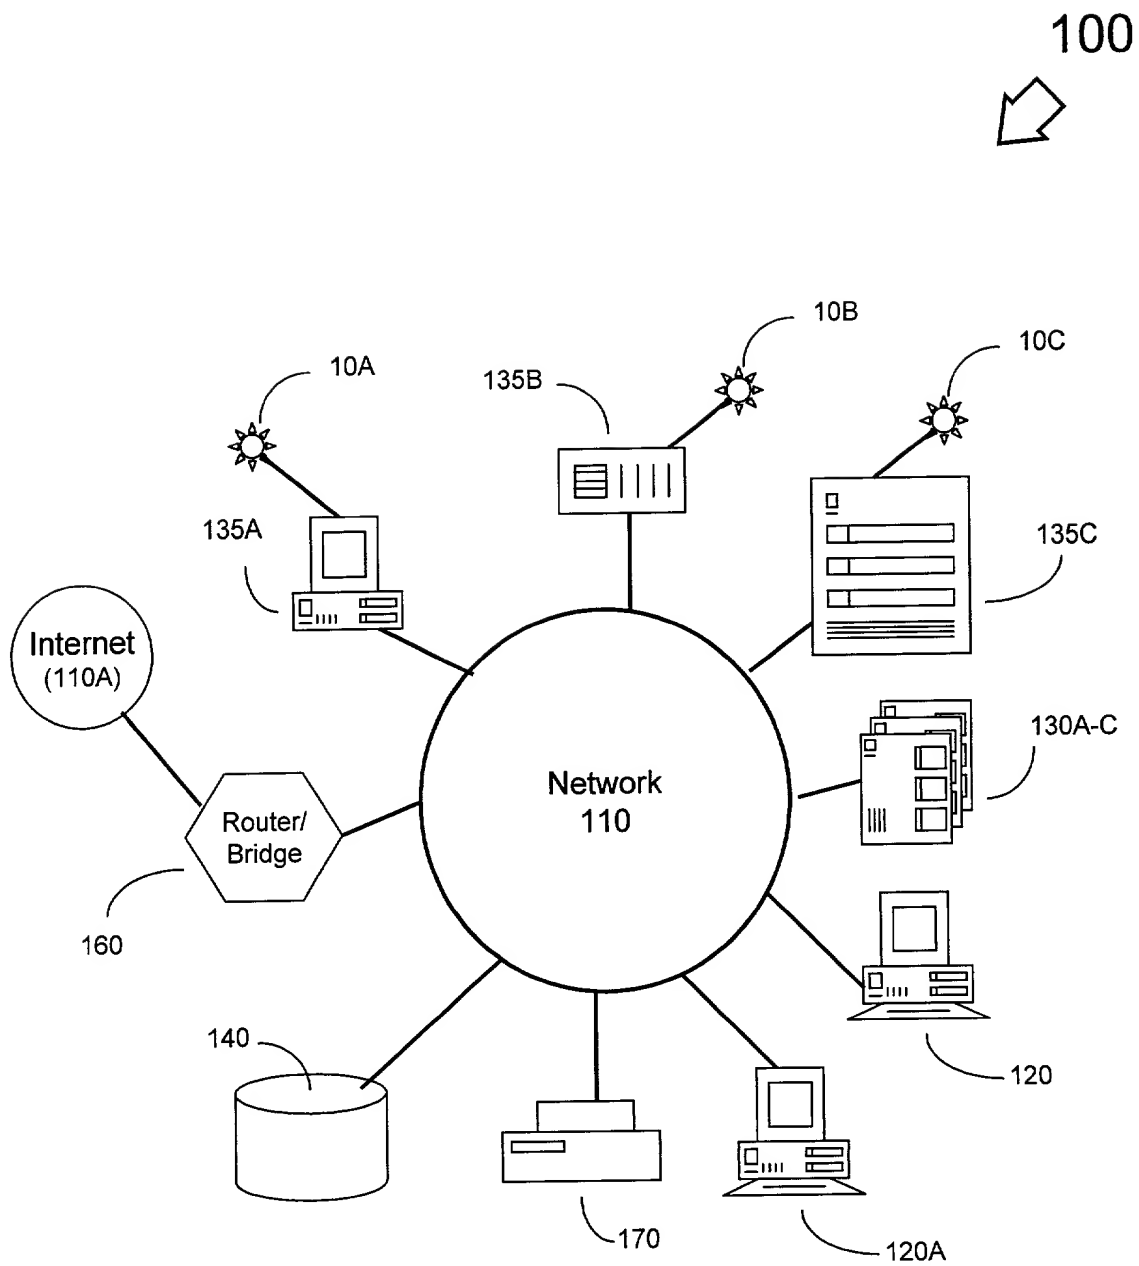 100
10B
10C
10A
135B
135A
135C
Internet
(110A)
130A-C
Network
110
Router/
Bridge
160
140
120
170
120A